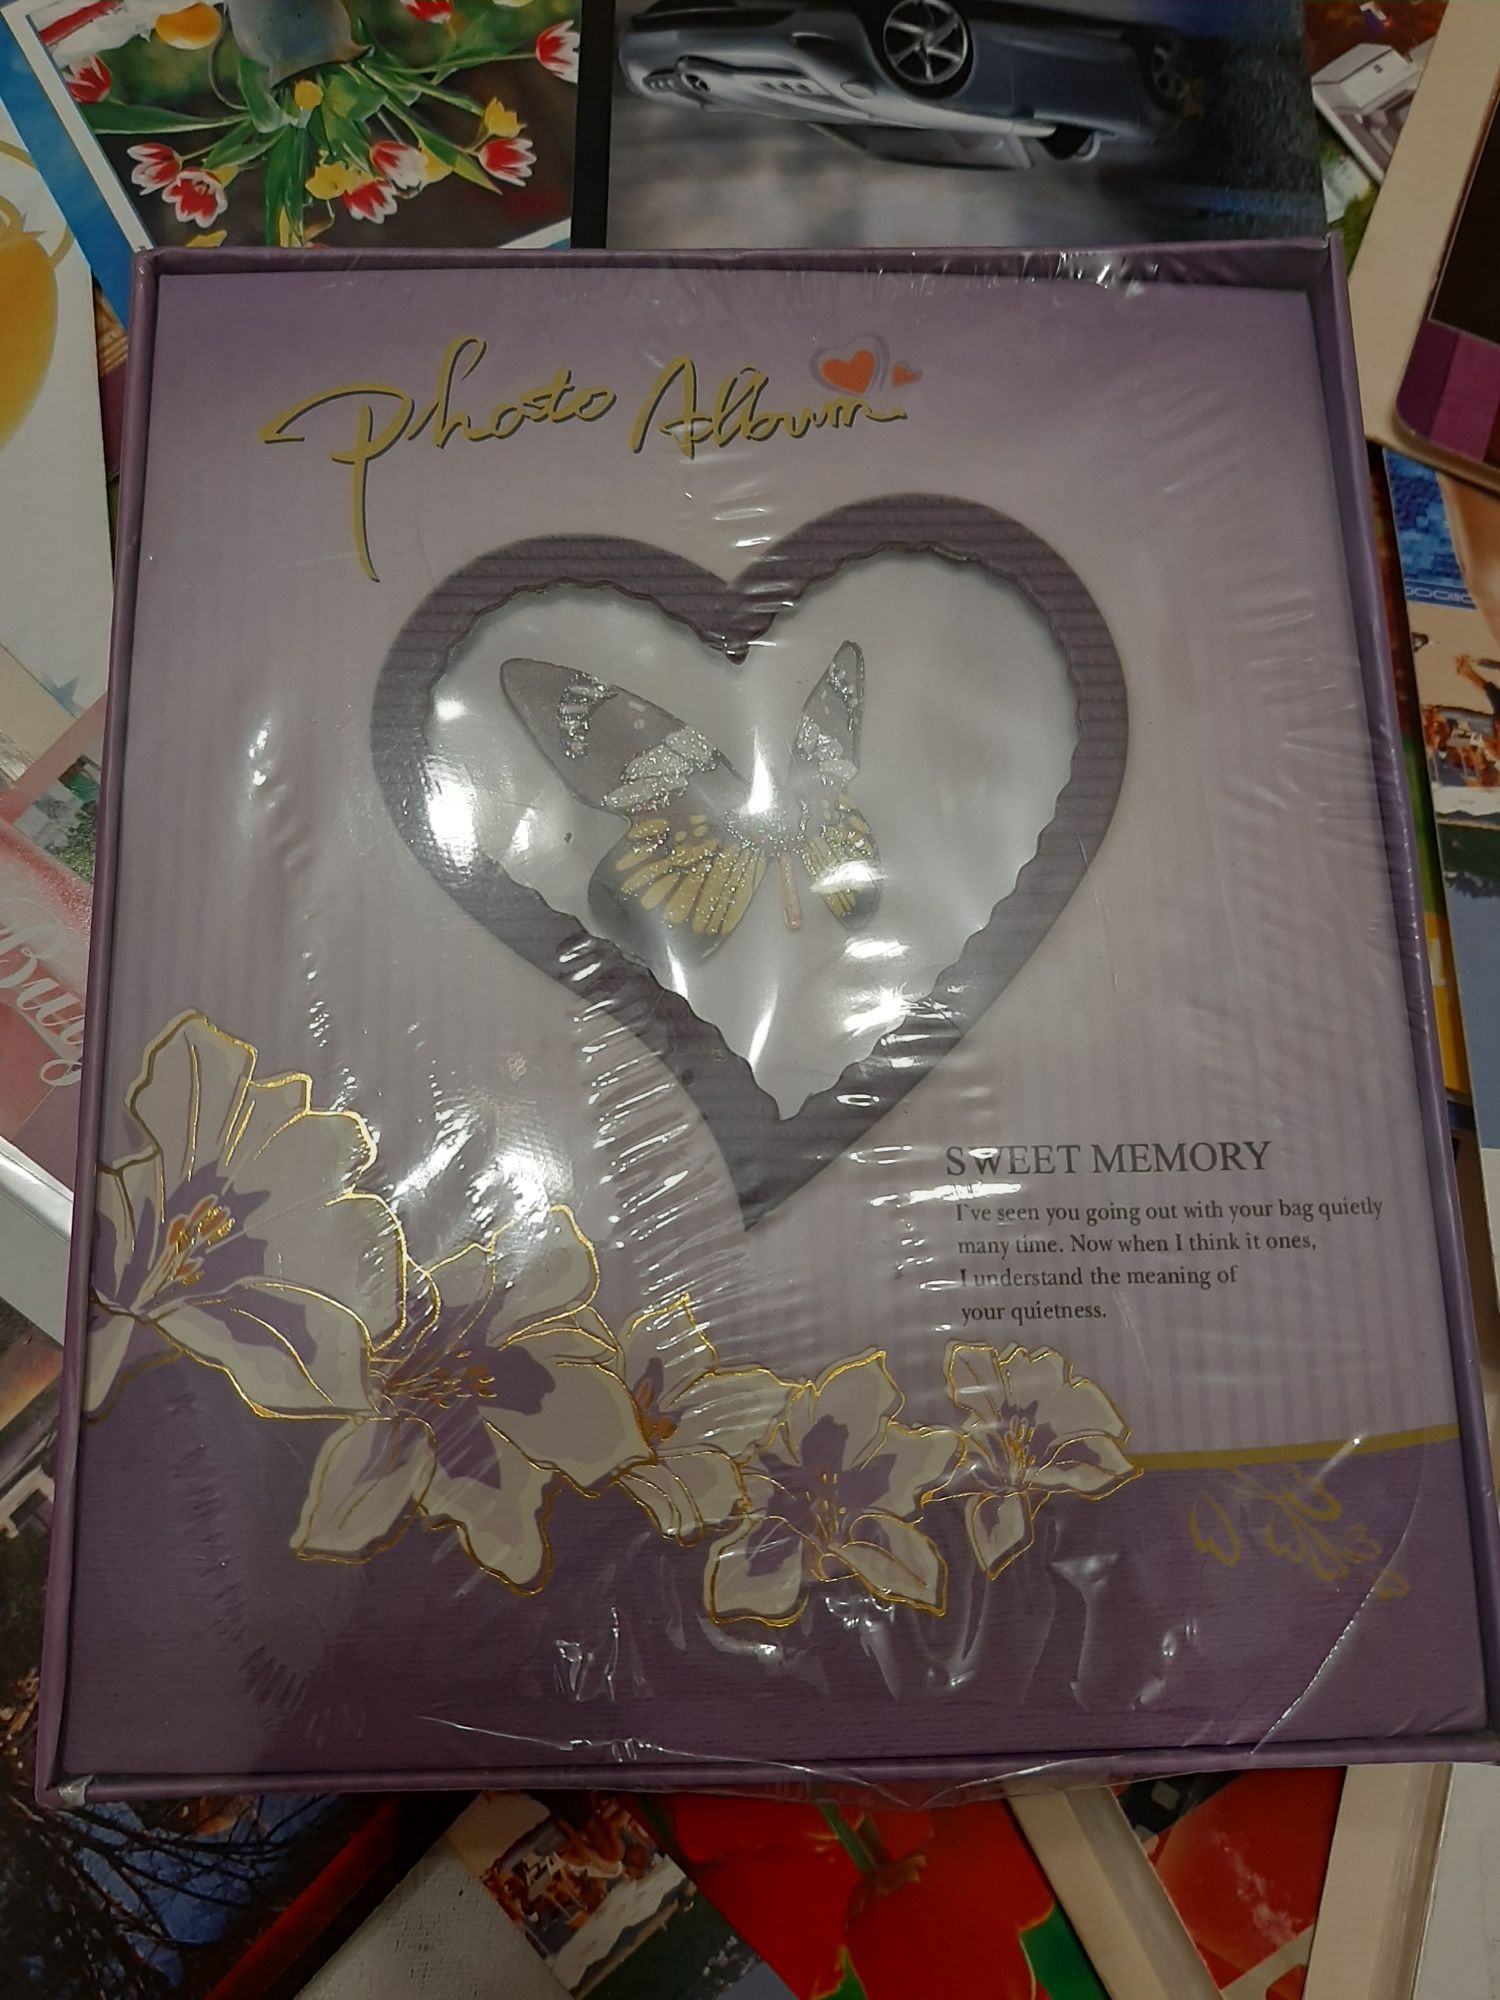 Photo Album
SWEET MEMORY
I`ve seen you going out with your bag quietly
many time. Now when I think it ones,
I understand the meaning of
your quietness.